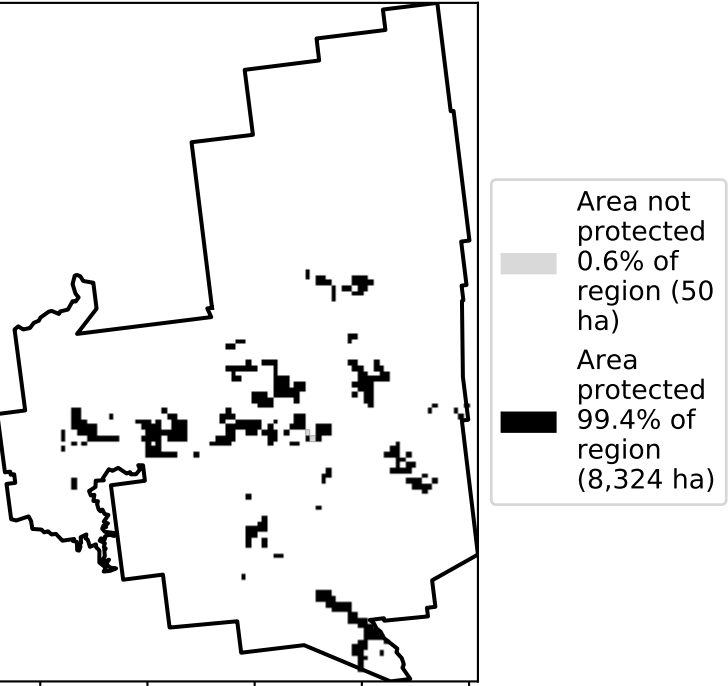 Area not
protected
0.6% of
region (50
ha)
Area
protected
99.4% of
region
(8,324 ha)